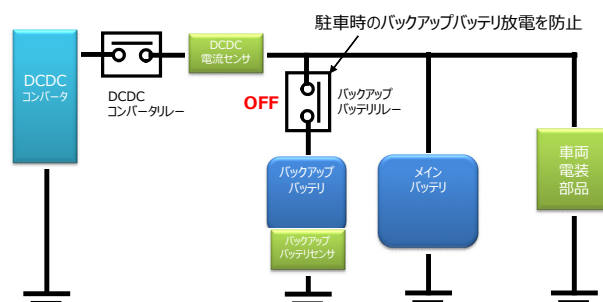 駐車時のバックアップバッテリ放電を防止
DCDC
コンバータ
DCDC
コンバータリレー
DCDC
電流センサ
OFF
バックアップ
バッテリリレー
バックアップ
バッテリ
バックアップ
バッテリセンサ
メイン
バッテリ
車両
電装
部品